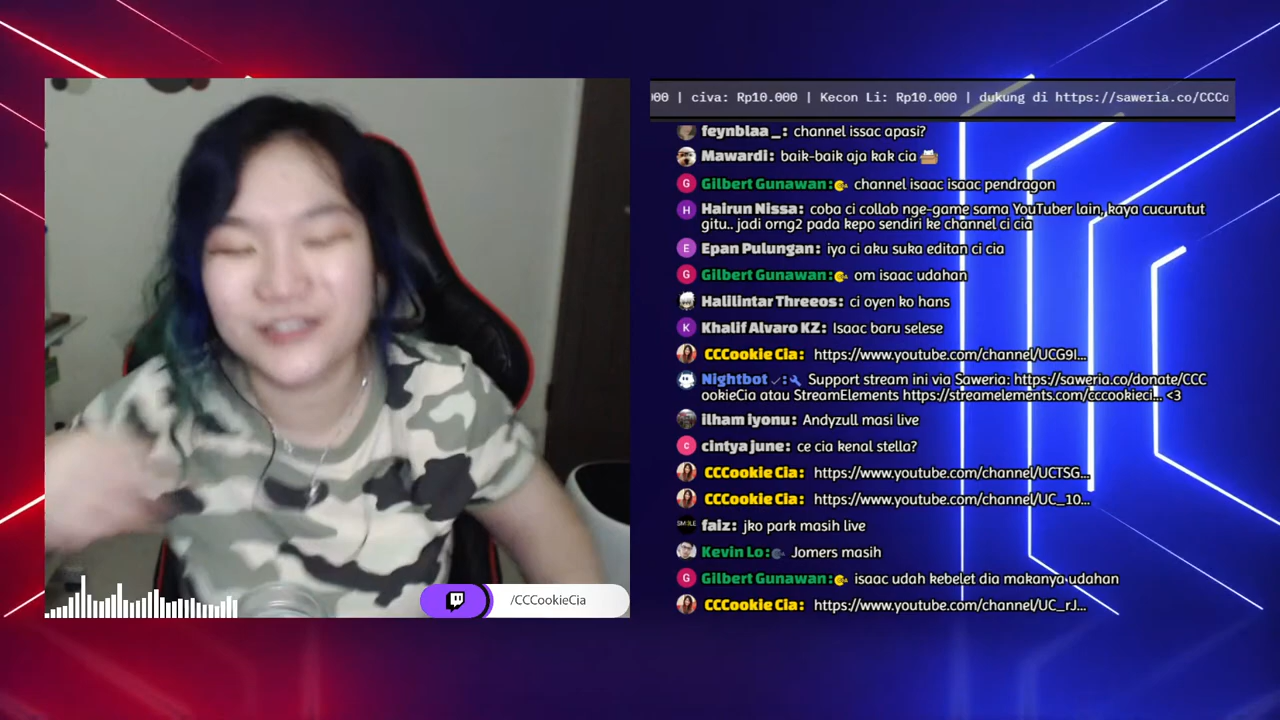 000 | civa: Rp10.000 | Kecon Li: Rp10.000 | dukung di https://saweria.co/CCCo
feynblaa_: channel issac apasi?
Mawardi: baik-baik aja kak cia
G Gilbert Gunawan: channel isaac isaac pendragon
H Hairun Nissa: coba ci collab nge-game sama YouTuber lain, kaya cucurutut
gitu.. jadi orng2 pada kepo sendiri ke channel ci cia
E Epan Pulungan: iya ci aku suka editan ci cia
G Gilbert Gunawan: om isaac udahan
Halilintar Threeos: ci oyen ko hans
K Khalif Alvaro KZ: Isaac baru selese
CCCookie Cia: https://www.youtube.com/channel/UCG9I...
Nightbot: Support stream ini via Saweria: https://saweria.co/donate/CCC
ookieCia atau StreamElements https://streamelements.com/cccookieci... <3
ilham iyonu: Andyzull masi live
c cintya june: ce cia kenal stella?
CCCookie Cia: https://www.youtube.com/channel/UCTSG...
CCCookie Cia: https://www.youtube.com/channel/UC_10...
SMILE faiz: jko park masih live
Kevin Lo: Jomers masih
G Gilbert Gunawan: isaac udah kebelet dia makanya udahan
CCCookie Cia: https://www.youtube.com/channel/UC_rJ...
/CCCookieCia